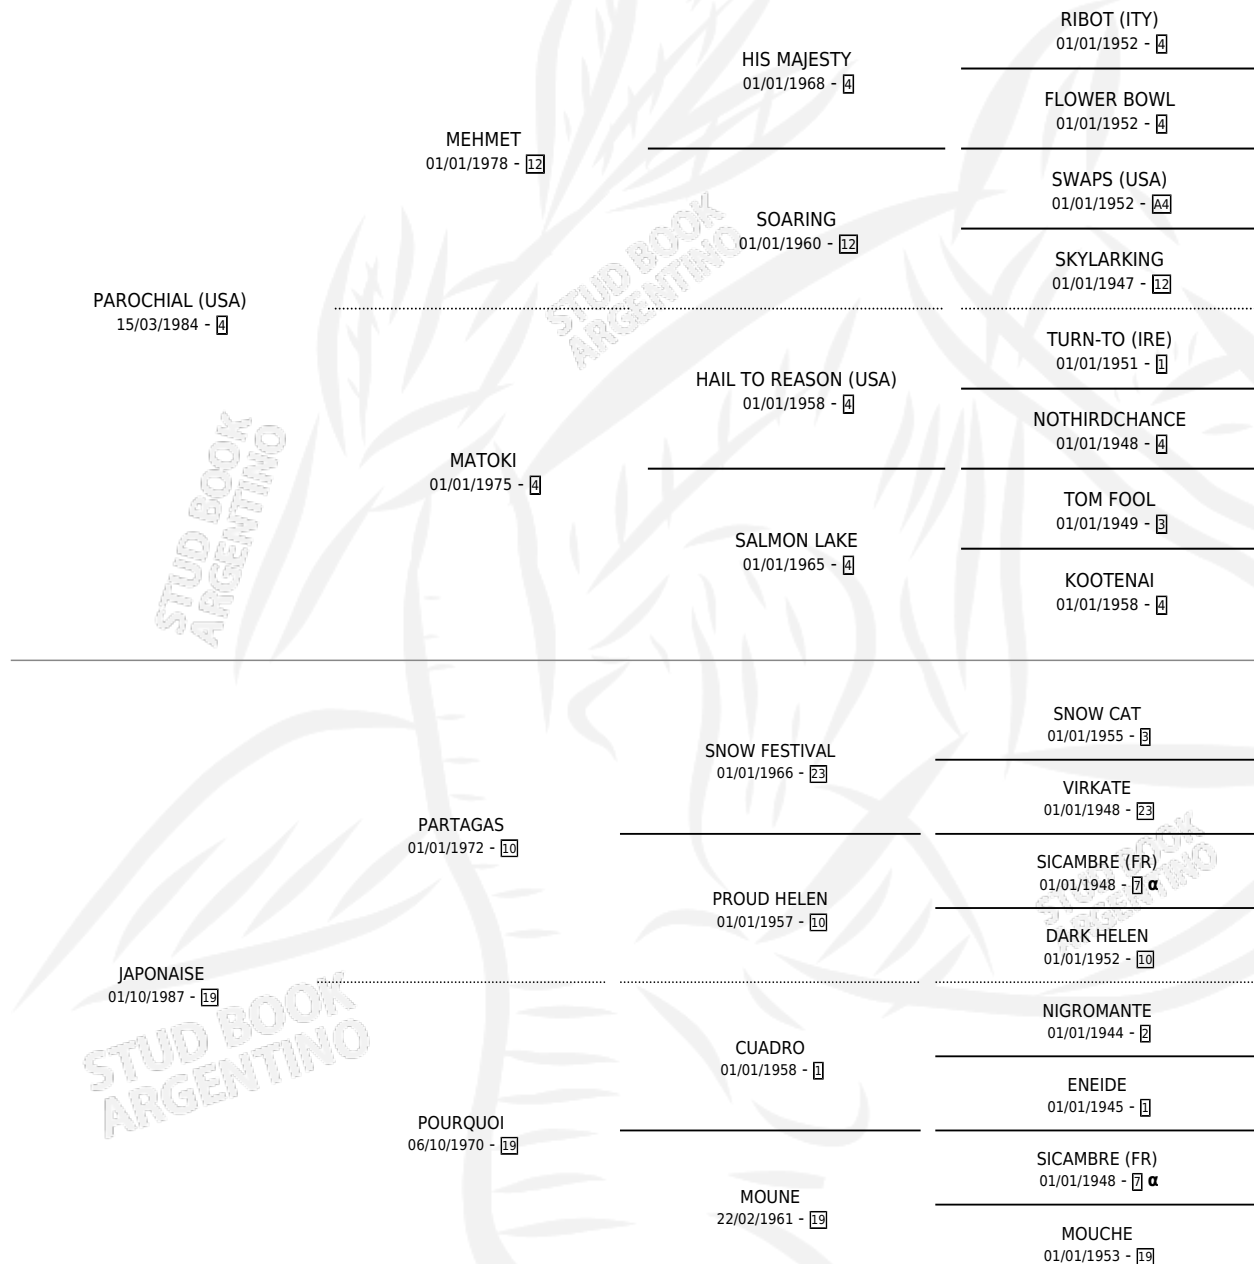 RIBOT (ITY)
01/01/1952 - 4
HIS MAJESTY
01/01/1968 - 4
FLOWER BOWL
01/01/1952 - 4
MEHMET
01/01/1978 - 12
SWAPS (USA)
01/01/1952 - A4
SOARING
01/01/1960 - 12
SKYLARKING
01/01/1947 - 12
PAROCHIAL (USA)
15/03/1984 - 4
TURN-TO (IRE)
01/01/1951 - 1
HAIL TO REASON (USA)
01/01/1958 - 4
NOTHIRDCHANCE
01/01/1948 - 4
MATOKI
01/01/1975 - 4
TOM FOOL
01/01/1949 - 3
SALMON LAKE
01/01/1965 - 4
KOOTENAI
01/01/1958 - 4
SNOW CAT
01/01/1955 - 3
SNOW FESTIVAL
01/01/1966 - 23
VIRKATE
01/01/1948 - 23
PARTAGAS
01/01/1972 - 10
SICAMBRE (FR)
01/01/1948 - 7 α
PROUD HELEN
01/01/1957 - 10
DARK HELEN
01/01/1952 - 10
JAPONAISE
01/10/1987 - 19
NIGROMANTE
01/01/1944 - 2
CUADRO
01/01/1958 - 1
ENEIDE
01/01/1945 - 1
POURQUOI
06/10/1970 - 19
SICAMBRE (FR)
01/01/1948 - 7 α
MOUNE
22/02/1961 - 19
MOUCHE
01/01/1953 - 19
STUD BOOK
ARGENTINO
STUD BOOK
ARGENTINO
STUD BOOK
ARGENTINO
STUD BOOK
ARGENTINO